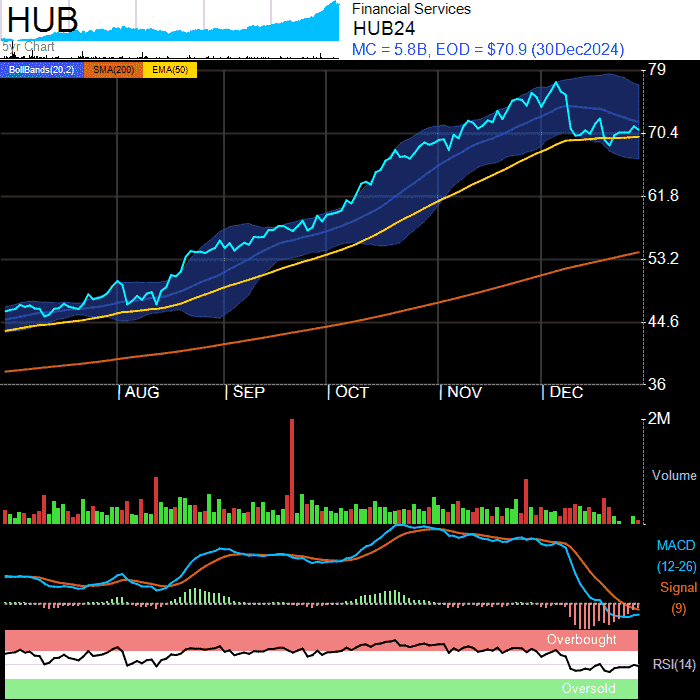 HUB
5yr Chart
Financial Services
HUB24
MC = 5.8B, EOD = $70.9 (30Dec2024)
BollBands(20,2) SMA(200) EMA(50)
79
70.4
61.8
53.2
44.6
36
AUG SEP OCT NOV DEC
2M
Volume
MACD
(12-26)
Signal
(9)
Overbought
RSI(14)
Oversold